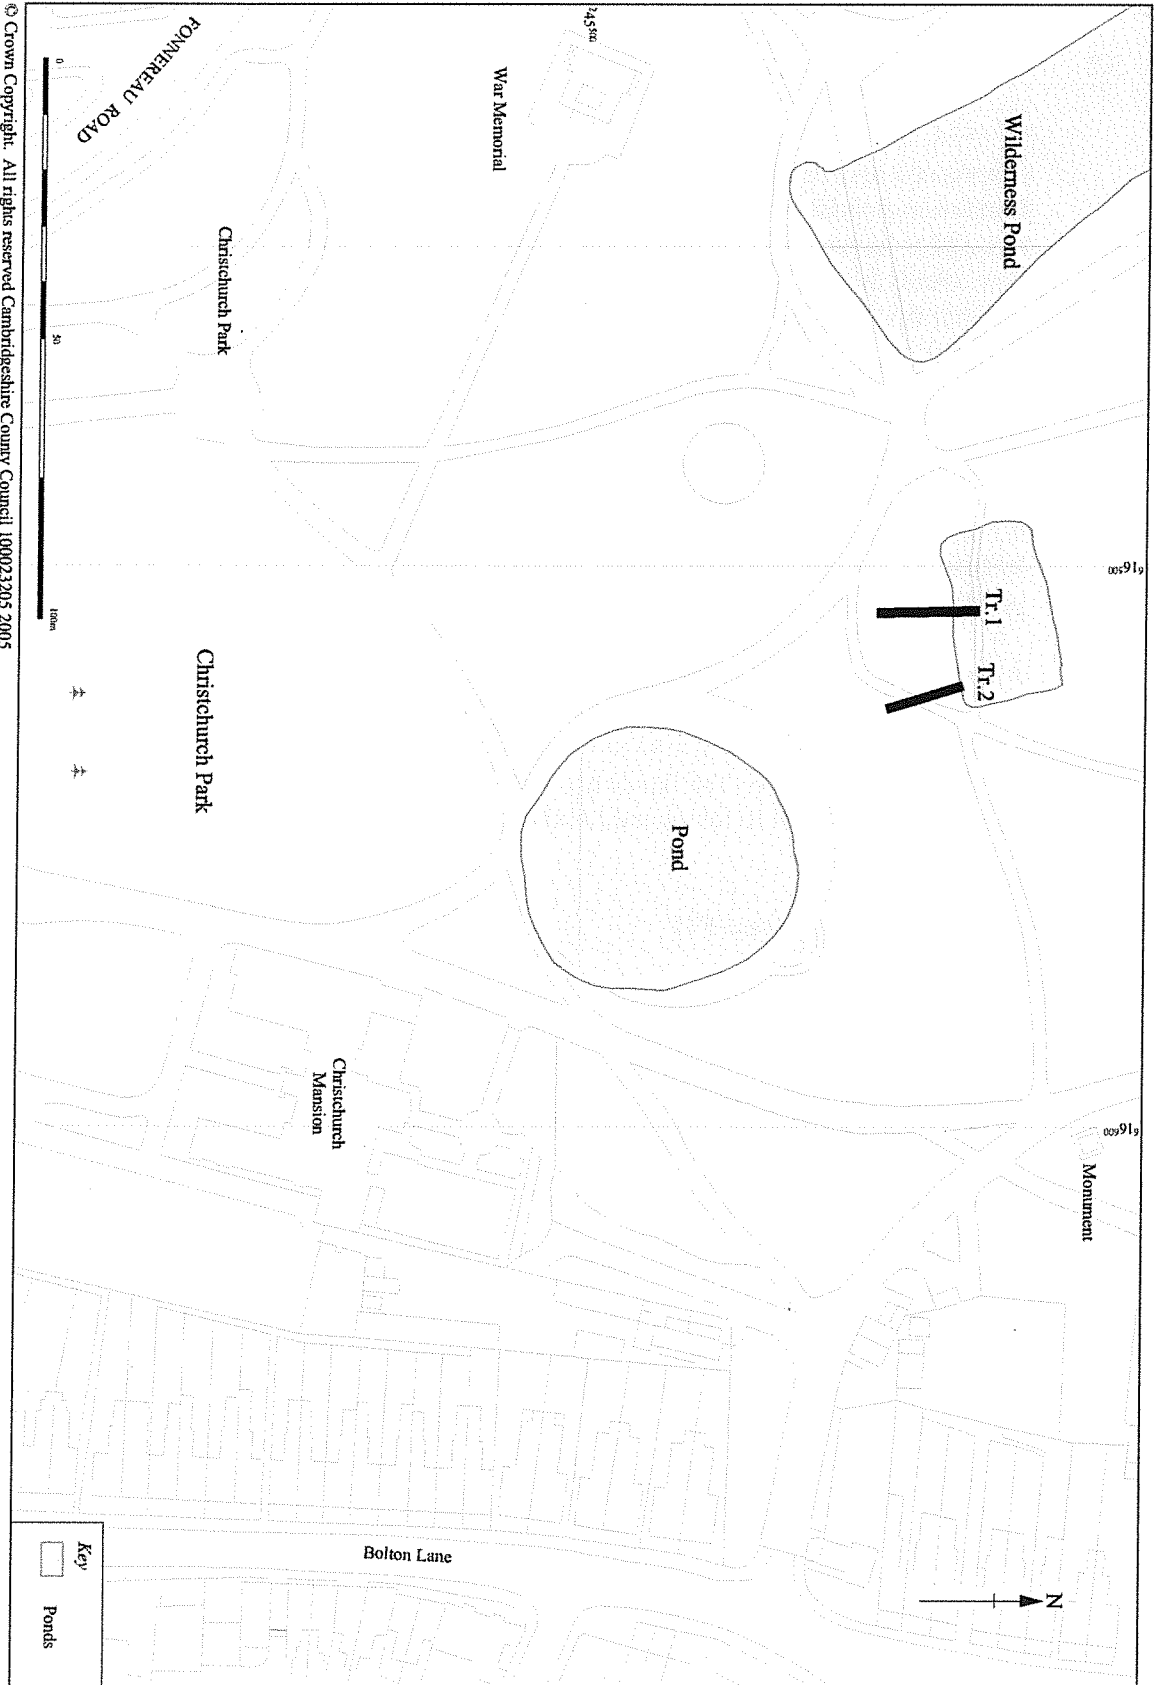 Wilderness Pond
Tr.1
Tr.2
⁶16⁵⁰⁰
⁶16⁶⁰⁰
Monument
N
²45⁵⁰⁰
War Memorial
Pond
FONNEREAU ROAD
Christchurch Park
Christchurch Park
Christchurch
Mansion
Bolton Lane
0
50
100m
Key
Ponds
© Crown Copyright. All rights reserved Cambridgeshire County Council 100023205 2005